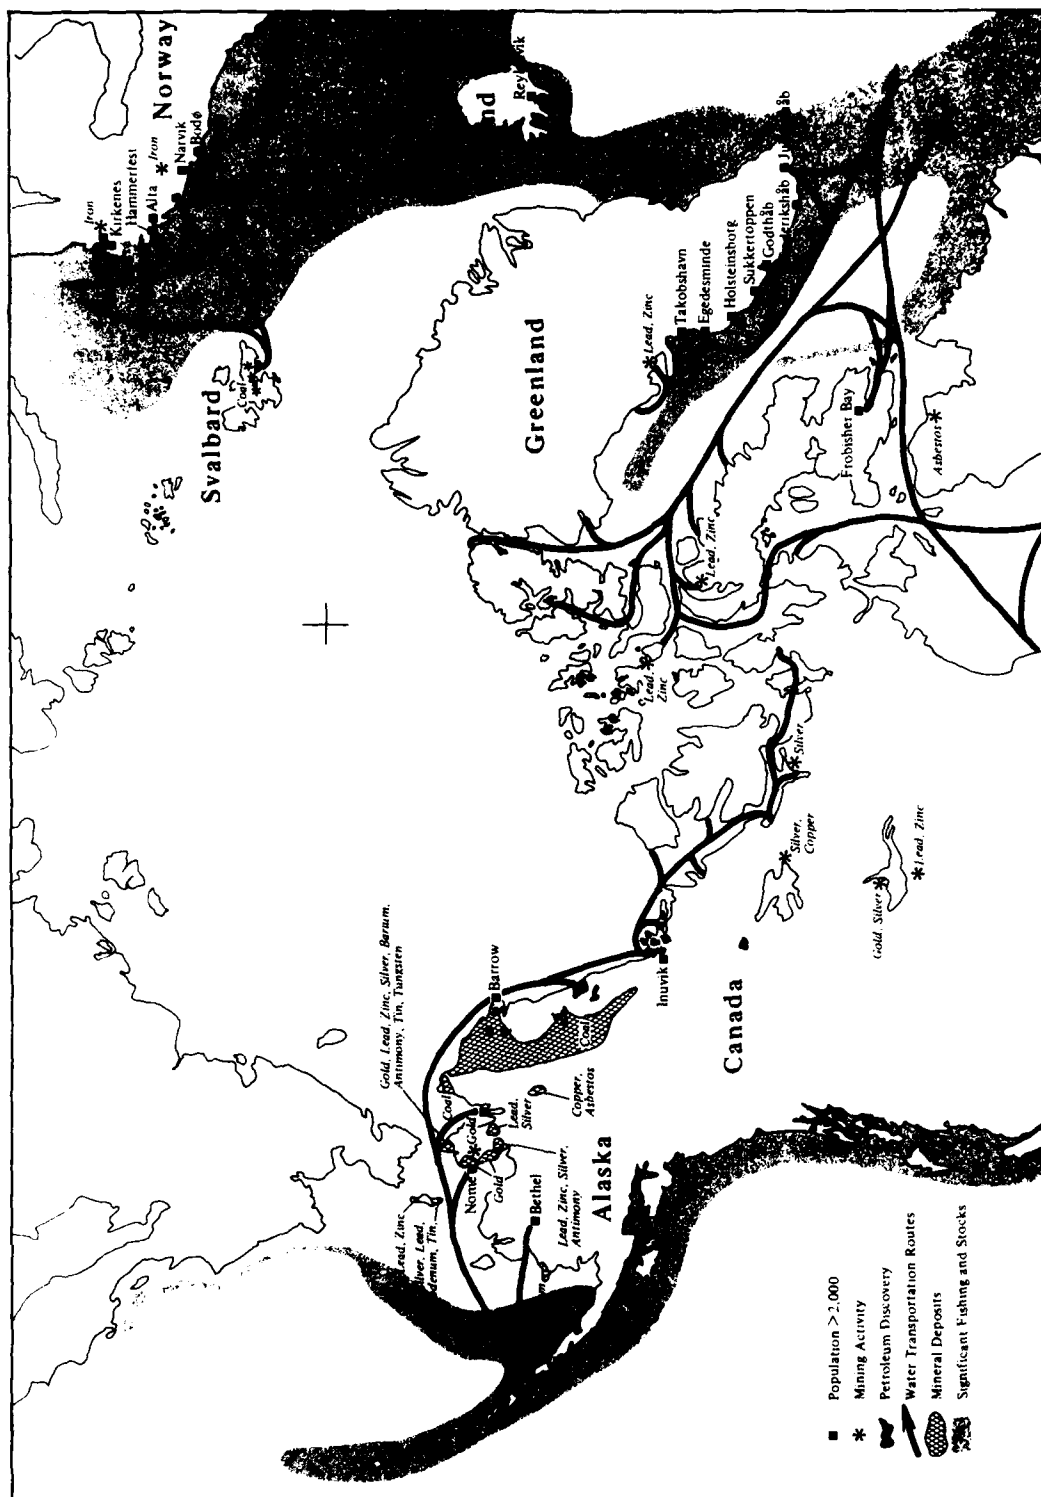 Norway
Iron
Kirkenes
Hammerfest
Alta
Iron
Narvik
Bodø
Svalbard
Coal
Greenland
Lead, Zinc
Takobshavn
Egedesminde
Holsteinsborg
Sukkertoppen
Godthåb
Frobisher Bay
Asbestos
Lead, Zinc
Lead,
Zinc
Silver
Silver,
Copper
Gold, Silver
Lead, Zinc
Canada
Inuvik
Barrow
Gold, Lead, Zinc, Silver, Barium,
Antimony, Tin, Tungsten
Coal
Coal
Gold
Lead,
Silver
Copper,
Asbestos
Nome
Gold
Lead, Zinc, Silver,
Antimony
Bethel
Alaska
Lead, Zinc
Lead,
Tin,
Population > 2,000
Mining Activity
Petroleum Discovery
Water Transportation Routes
Mineral Deposits
Significant Fishing and Stocks